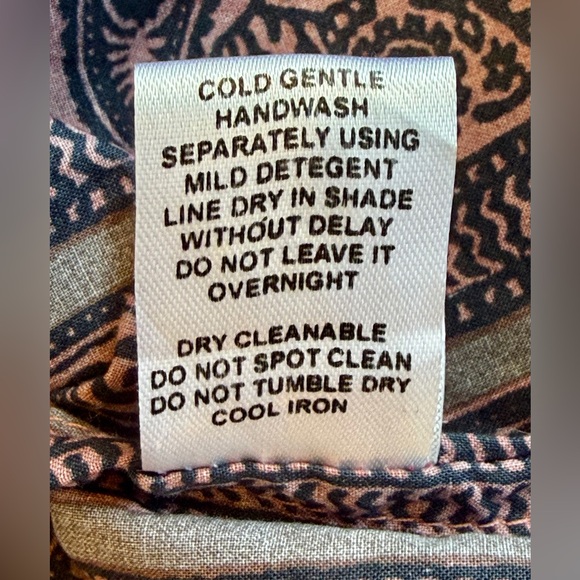 COLD GENTLE
HANDWASH
SEPARATELY USING
MILD DETEGENT
LINE DRY IN SHADE
WITHOUT DELAY
DO NOT LEAVE IT
OVERNIGHT
DRY CLEANABLE
DO NOT SPOT CLEAN
DO NOT TUMBLE DRY
COOL IRON